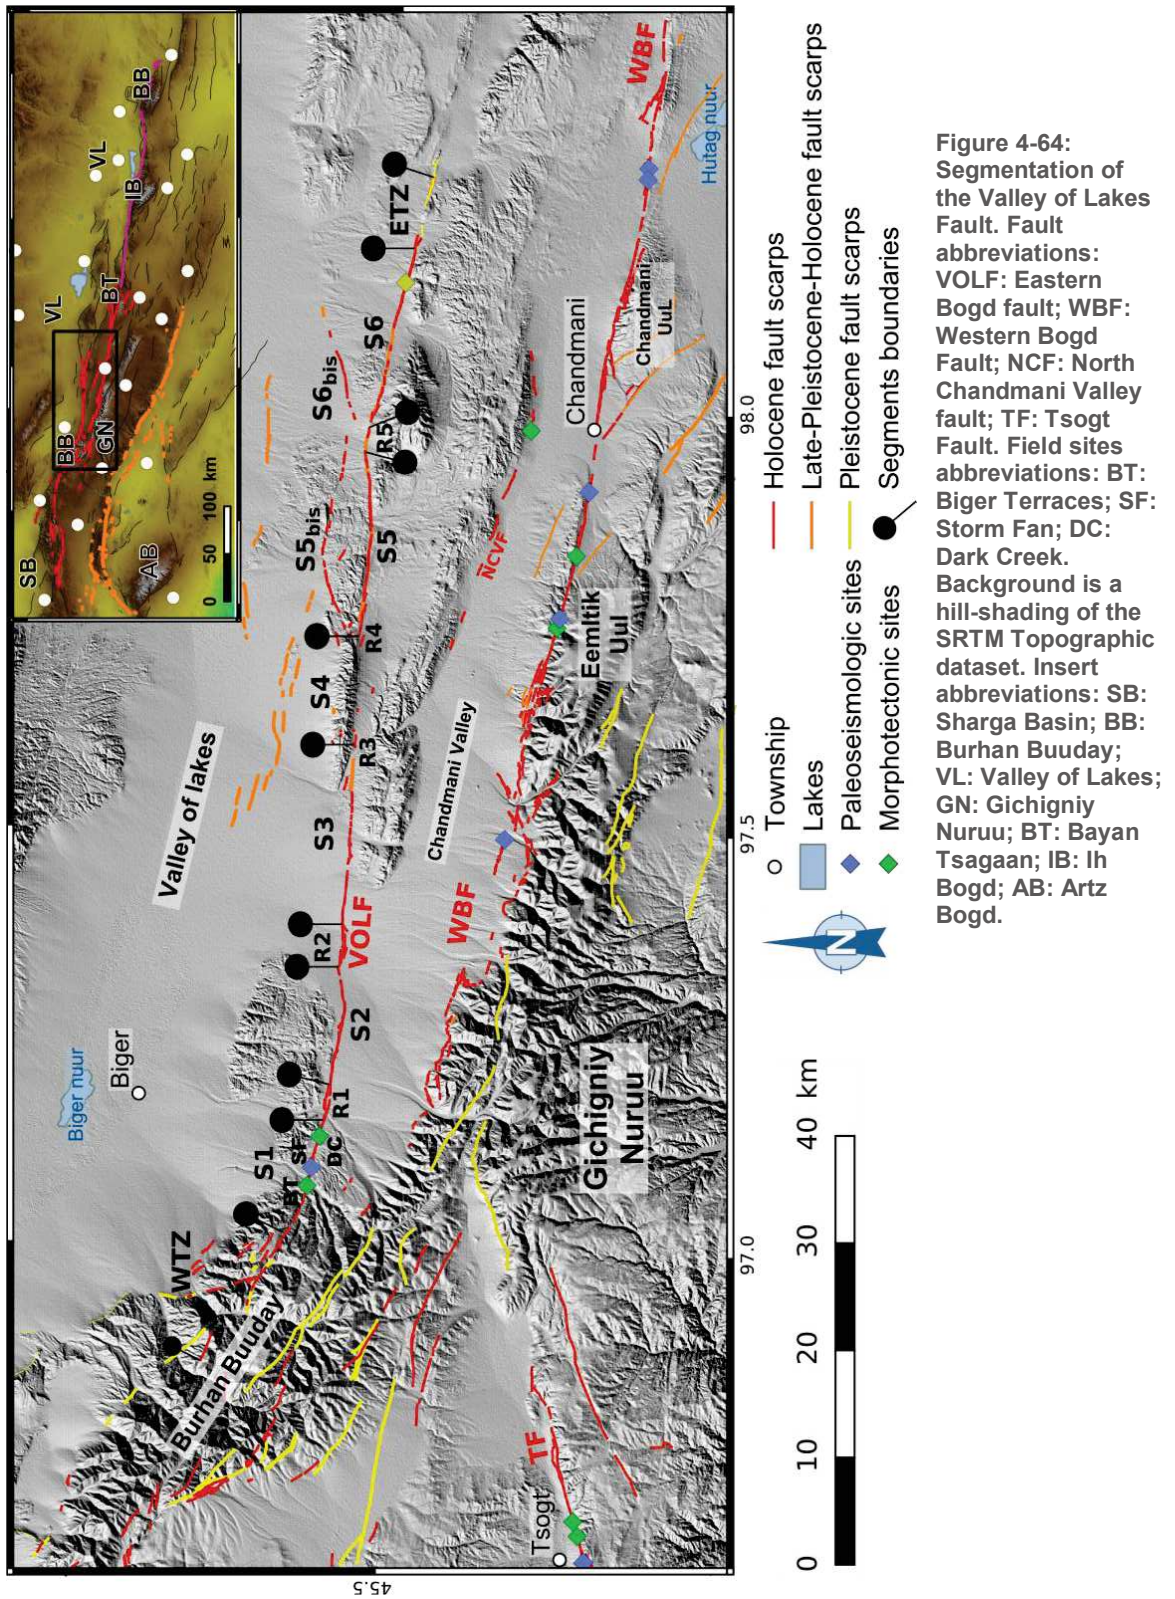 SB
BB
GN
VL
BT
VL
IB
BB
AB
0
50
100 km
Valley of lakes
Biger nuur
Biger
WTZ
Burhan Buuday
S1
BT
SF
DC
R1
S2
R2
VOLF
S3
R3
S4
R4
S5
S5bis
R5
S6bis
S6
ETZ
Chandmani Valley
NCVF
WBF
WBF
Gichigniy
Nuruu
Eemitik
Uul
Chandmani
Chandmani
UuL
Hutag nuur
TF
Tsogt
45.5
97.0
97.5
98.0
0
10
20
30
40 km
N
Township
Lakes
Paleoseismologic sites
Morphotectonic sites
Holocene fault scarps
Late-Pleistocene-Holocene fault scarps
Pleistocene fault scarps
Segments boundaries
Figure 4-64:
Segmentation of
the Valley of Lakes
Fault. Fault
abbreviations:
VOLF: Eastern
Bogd fault; WBF:
Western Bogd
Fault; NCF: North
Chandmani Valley
fault; TF: Tsogt
Fault. Field sites
abbreviations: BT:
Biger Terraces; SF:
Storm Fan; DC:
Dark Creek.
Background is a
hill-shading of the
SRTM Topographic
dataset. Insert
abbreviations: SB:
Sharga Basin; BB:
Burhan Buuday;
VL: Valley of Lakes;
GN: Gichigniy
Nuruu; BT: Bayan
Tsagaan; IB: Ih
Bogd; AB: Artz
Bogd.